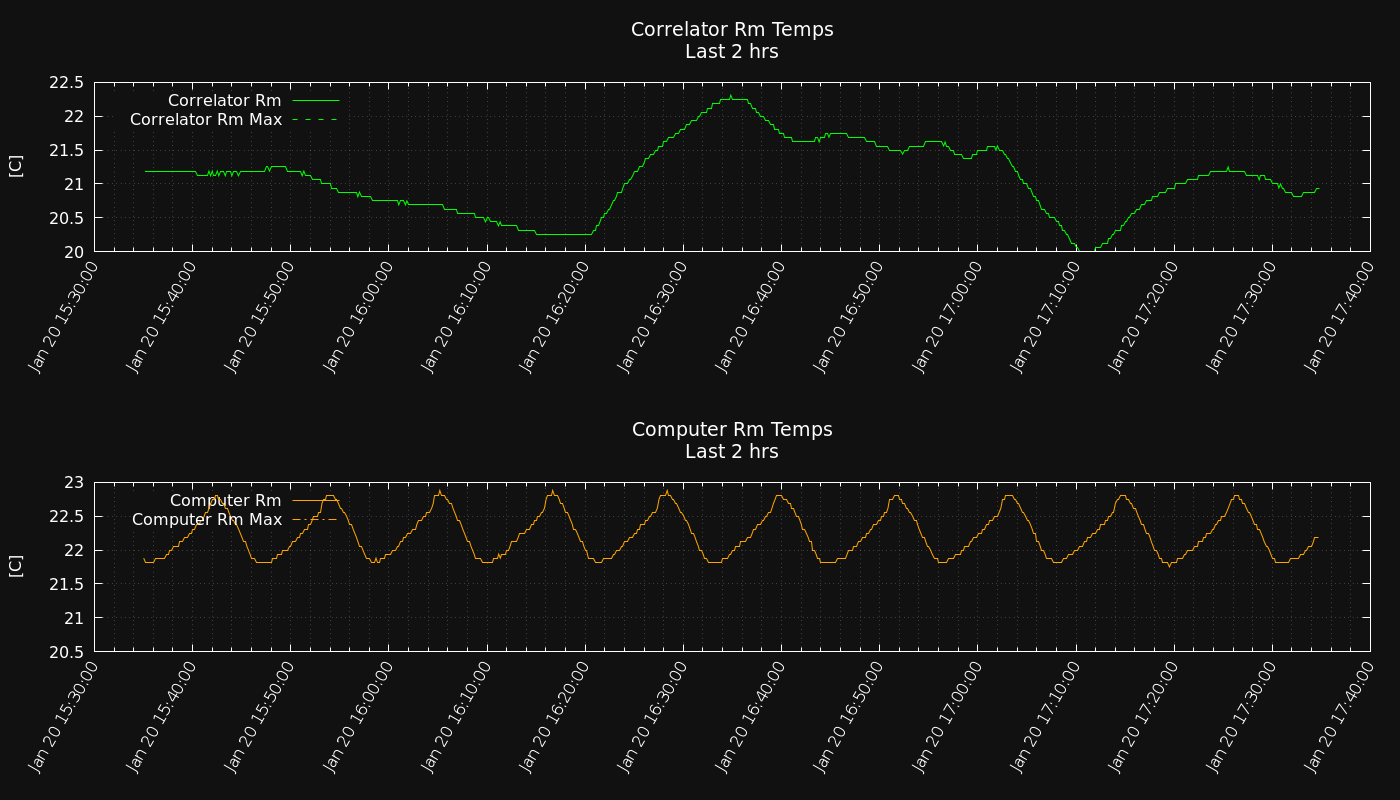 Correlator Rm Temps
Last 2 hrs
22.5
22
21.5
21
20.5
20
[C]
Correlator Rm
Correlator Rm Max
Jan 20 15:30:00
Jan 20 15:40:00
Jan 20 15:50:00
Jan 20 16:00:00
Jan 20 16:10:00
Jan 20 16:20:00
Jan 20 16:30:00
Jan 20 16:40:00
Jan 20 16:50:00
Jan 20 17:00:00
Jan 20 17:10:00
Jan 20 17:20:00
Jan 20 17:30:00
Jan 20 17:40:00
Computer Rm Temps
Last 2 hrs
23
22.5
22
21.5
21
20.5
[C]
Computer Rm
Computer Rm Max
Jan 20 15:30:00
Jan 20 15:40:00
Jan 20 15:50:00
Jan 20 16:00:00
Jan 20 16:10:00
Jan 20 16:20:00
Jan 20 16:30:00
Jan 20 16:40:00
Jan 20 16:50:00
Jan 20 17:00:00
Jan 20 17:10:00
Jan 20 17:20:00
Jan 20 17:30:00
Jan 20 17:40:00